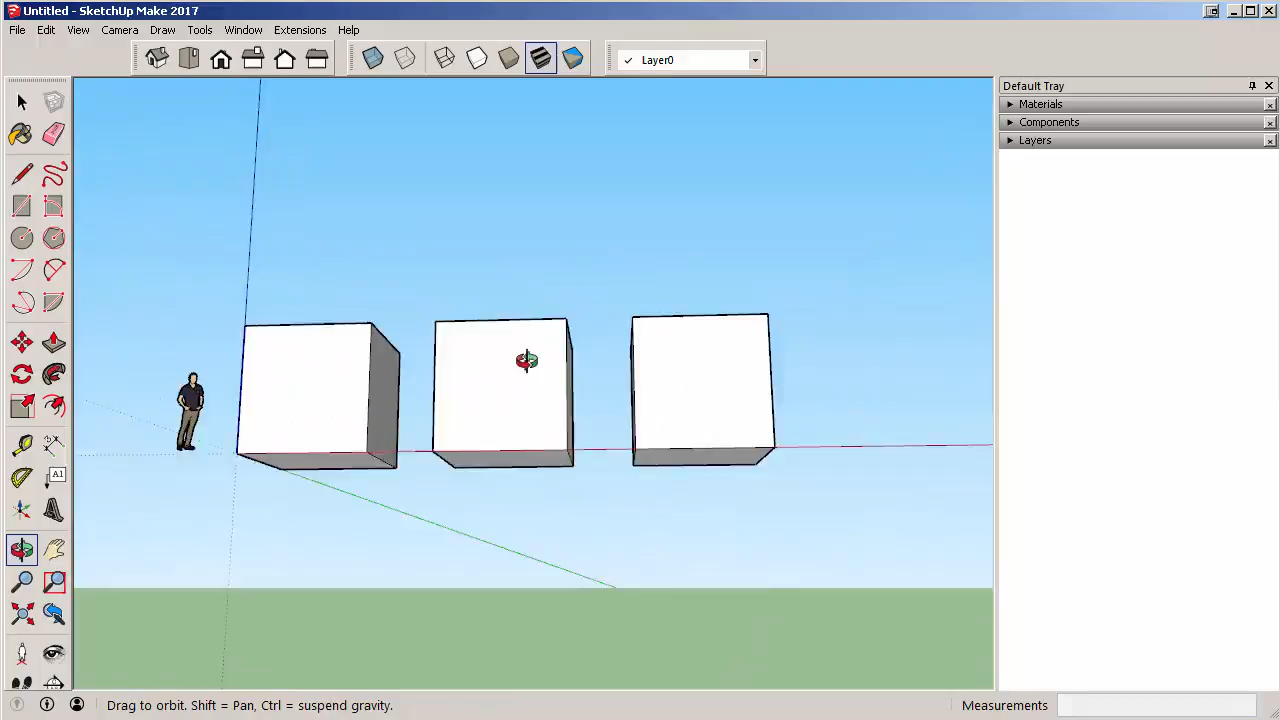 Untitled - SketchUp Make 2017
File Edit View Camera Draw Tools Window Extensions Help
✓ Layer0
Default Tray
Materials
Components
Layers
A1
Drag to orbit. Shift = Pan, Ctrl = suspend gravity.
Measurements